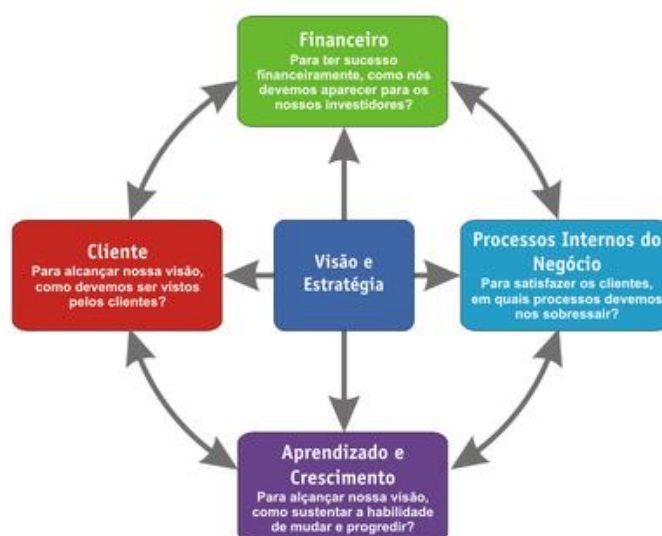 Financeiro
Para ter sucesso
financeiramente, como nós
devemos aparecer para os
nossos investidores?
Cliente
Para alcançar nossa visão,
como devemos ser vistos
pelos clientes?
Visão e
Estratégia
Processos Internos do
Negócio
Para satisfazer os clientes,
em quais processos devemos
nos sobressair?
Aprendizado e
Crescimento
Para alçançar nossa visão,
como sustentar a habilidade
de mudar e progredir?